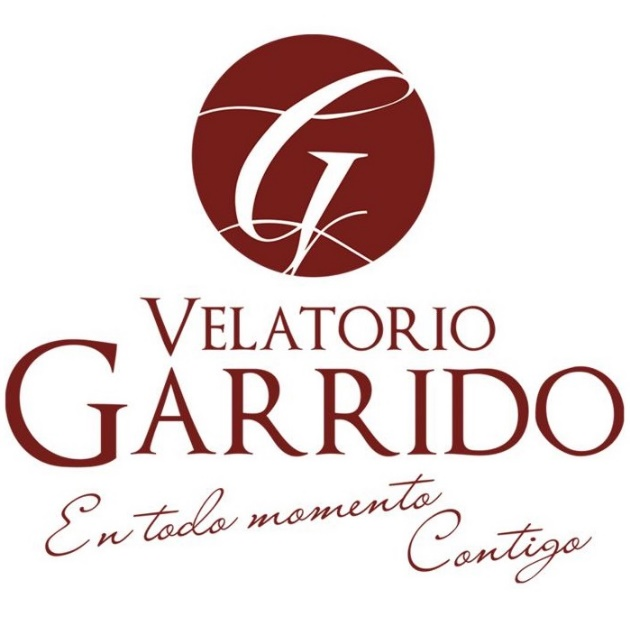 G
VELATORIO
GARRIDO
En todo momento
Contigo